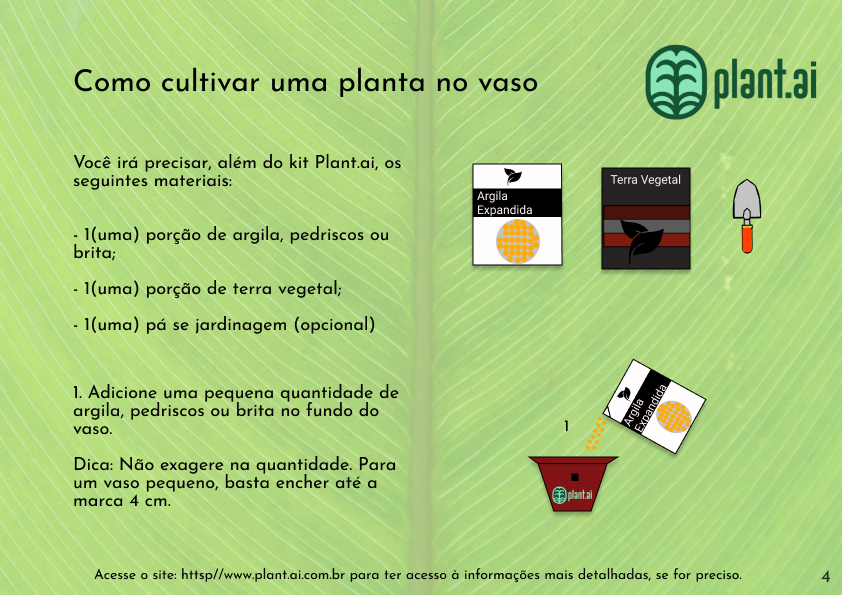 Como cultivar uma planta no vaso
plant.ai
Você irá precisar, além do kit Plant.ai, os
seguintes materiais:
- 1(uma) porção de argila, pedriscos ou
brita;
- 1(uma) porção de terra vegetal;
- 1(uma) pá se jardinagem (opcional)
Argila
Expandida
Terra Vegetal
1. Adicione uma pequena quantidade de
argila, pedriscos ou brita no fundo do
vaso.
Dica: Não exagere na quantidade. Para
um vaso pequeno, basta encher até a
marca 4 cm.
1
Argila
Expandida
plant.ai
Acesse o site: httsp//www.plant.ai.com.br para ter acesso à informações mais detalhadas, se for preciso.
4